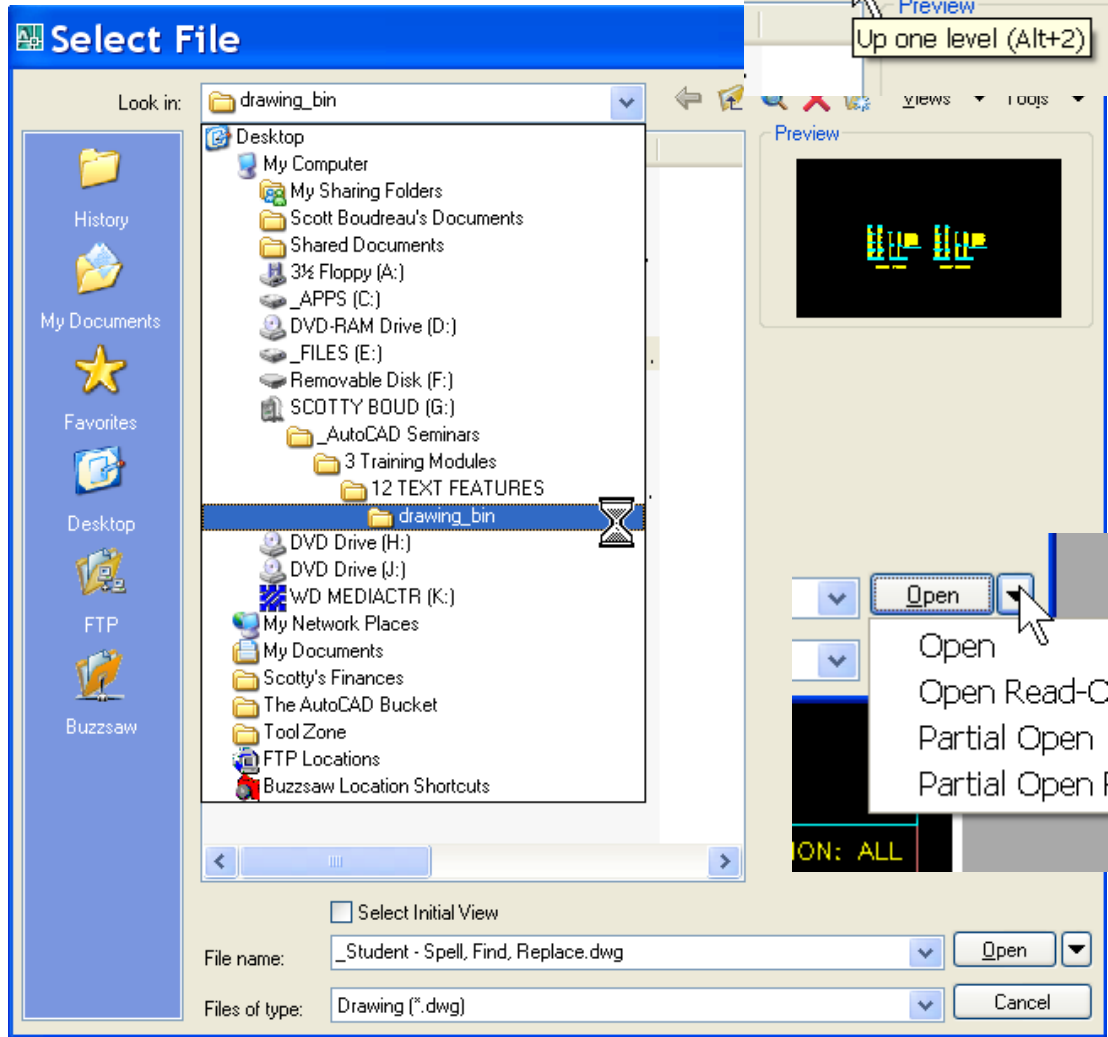 Select File
Preview
Up one level (Alt+2)
Look in:
drawing_bin
Views
Tools
Desktop
My Computer
My Sharing Folders
Scott Boudreau's Documents
Shared Documents
3½ Floppy (A:)
_APPS (C:)
DVD-RAM Drive (D:)
_FILES (E:)
Removable Disk (F:)
SCOTTY BOUD (G:)
_AutoCAD Seminars
3 Training Modules
12 TEXT FEATURES
drawing_bin
DVD Drive (H:)
DVD Drive (J:)
WD MEDIACTR (K:)
My Network Places
My Documents
Scotty's Finances
The AutoCAD Bucket
Tool Zone
FTP Locations
Buzzsaw Location Shortcuts
History
My Documents
Favorites
Desktop
FTP
Buzzsaw
Preview
Open
Open
Open Read-O
Partial Open
Partial Open
ION: ALL
Select Initial View
File name:
_Student - Spell, Find, Replace.dwg
Open
Files of type:
Drawing (*.dwg)
Cancel